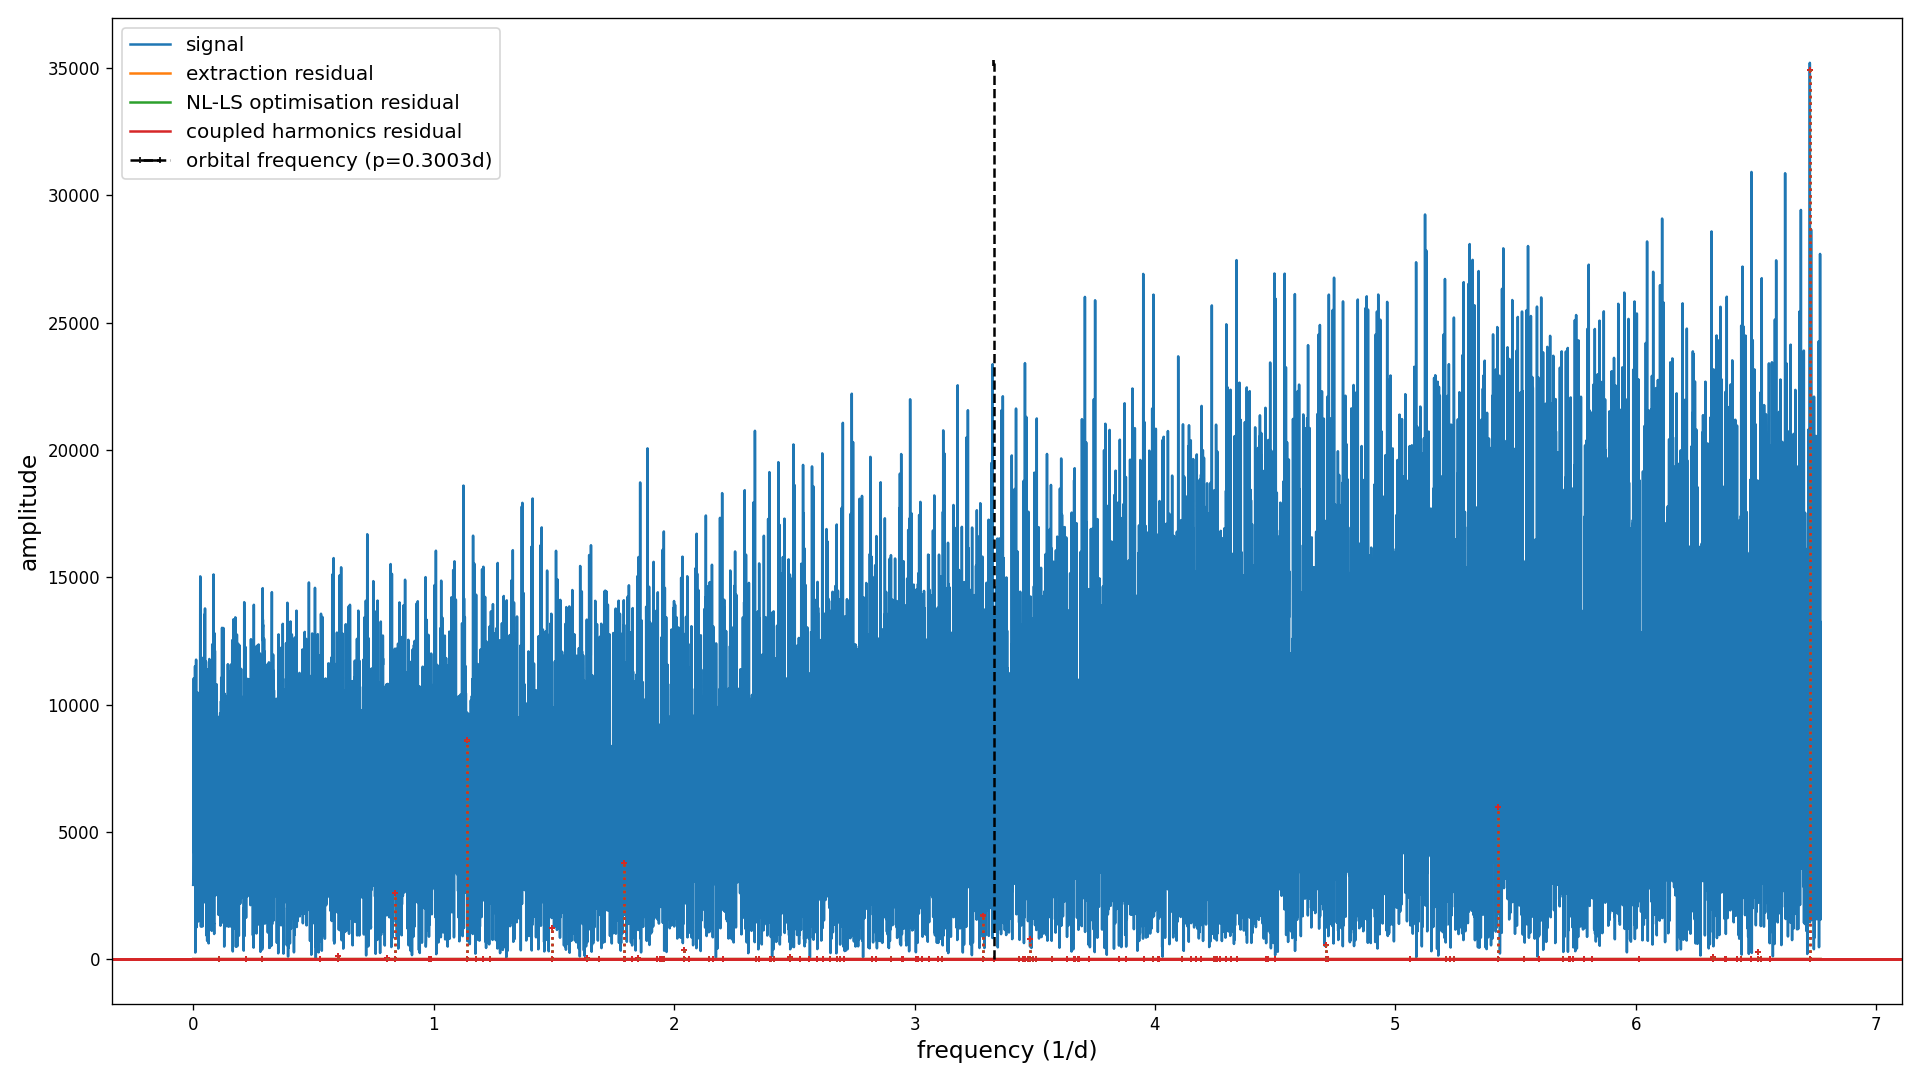 signal
extraction residual
NL-LS optimisation residual
coupled harmonics residual
orbital frequency (p=0.3003d)
amplitude
35000
30000
25000
20000
15000
10000
5000
0
0 1 2 3 4 5 6 7
frequency (1/d)